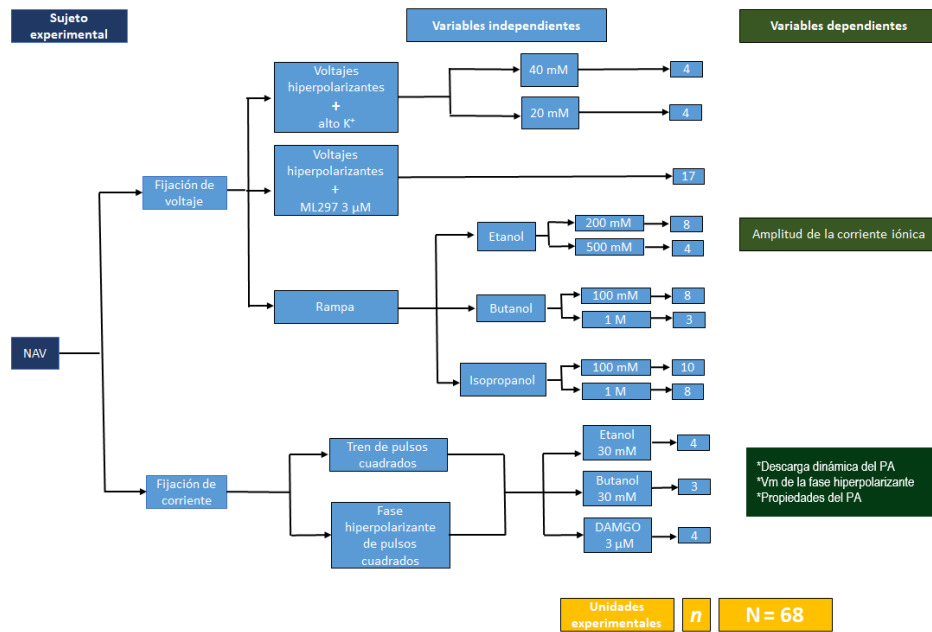 Sujeto
experimental
Variables independientes
Variables dependientes
Voltajes
hiperpolarizantes
+
alto K⁺
40 mM
4
20 mM
4
Voltajes
hiperpolarizantes
+
ML297 3 µM
17
Fijación de
voltaje
Etanol
200 mM
8
500 mM
4
Amplitud de la corriente iónica
Rampa
Butanol
100 mM
8
1 M
3
NAV
Isopropanol
100 mM
10
1 M
8
Tren de pulsos
cuadrados
Etanol
30 mM
4
Fijación de
corriente
Butanol
30 mM
3
*Descarga dinámica del PA
*Vm de la fase hiperpolarizante
*Propiedades del PA
Fase
hiperpolarizante
de pulsos
cuadrados
DAMGO
3 µM
4
Unidades
experimentales
n
N= 68